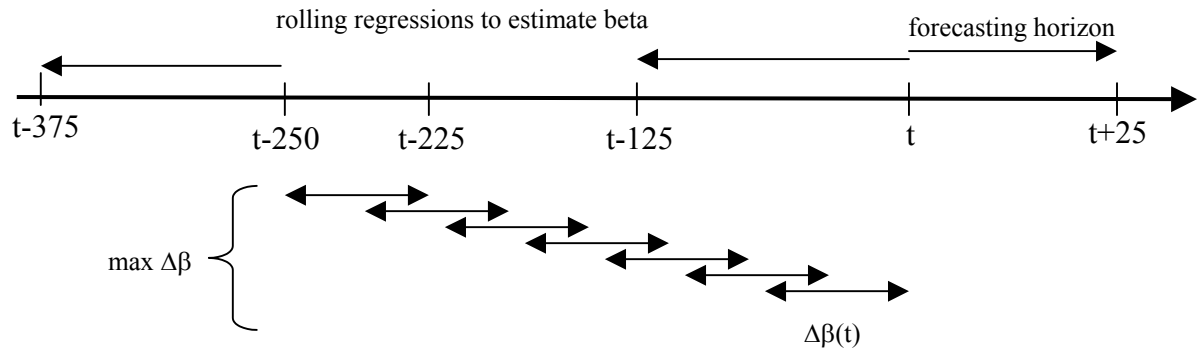 rolling regressions to estimate beta
forecasting horizon
t-375
t-250
t-225
t-125
t
t+25
max Δβ
Δβ(t)